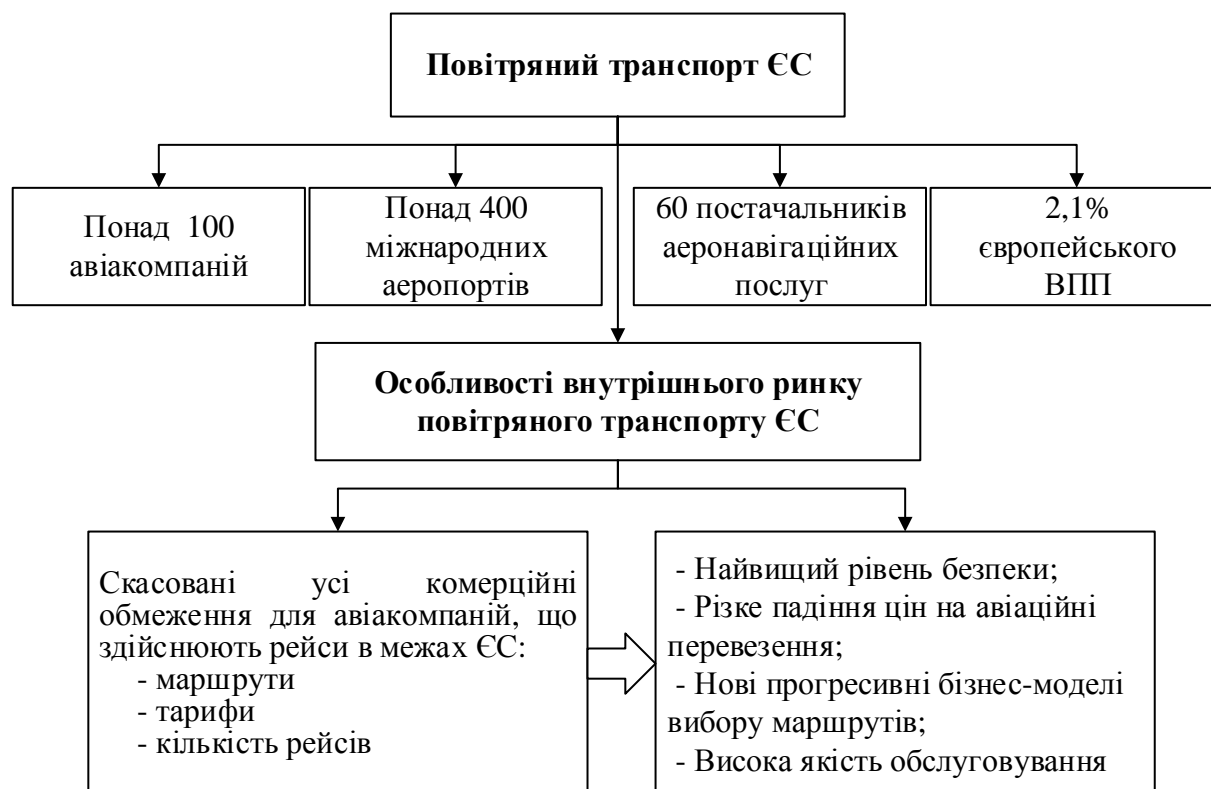 Повітряний транспорт ЄС
Понад 100
авіакомпаній
Понад 400
міжнародних
аеропортів
60 постачальників
аеронавігаційних
послуг
2,1%
європейського
ВПП
Особливості внутрішнього ринку
повітряного транспорту ЄС
Скасовані усі комерційні
обмеження для авіакомпаній, що
здійснюють рейси в межах ЄС:
- маршрути
- тарифи
- кількість рейсів
- Найвищий рівень безпеки;
- Різке падіння цін на авіаційні
перевезення;
- Нові прогресивні бізнес-моделі
вибору маршрутів;
- Висока якість обслуговування